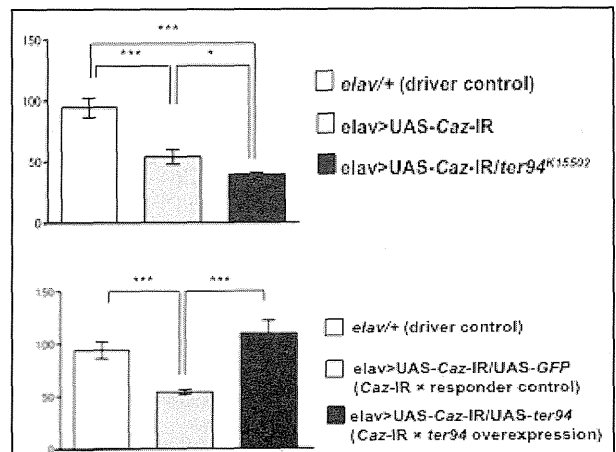 ***
***
*
150
100
50
0
elav/+ (driver control)
elav>UAS-Caz-IR
elav>UAS-Caz-IR/ter94K15502
***
***
150
100
50
0
elav/+ (driver control)
elav>UAS-Caz-IR/UAS-GFP
(Caz-IR × responder control)
elav>UAS-Caz-IR/UAS-ter94
(Caz-IR × ter94 overexpression)